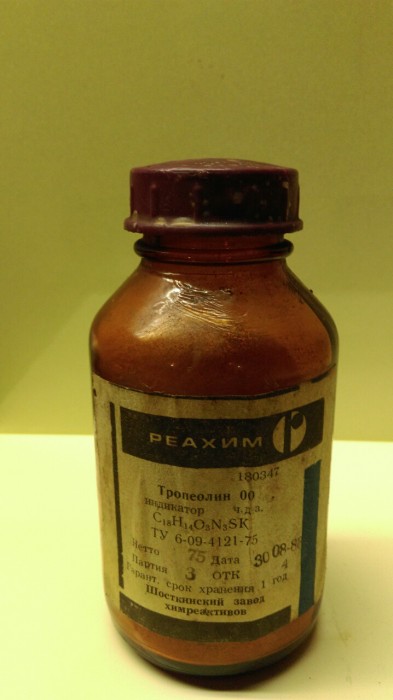 РЕАХИМ
180347
Тропеолин 00
индикатор ч.д.а.
C₁₈H₁₄O₃N₃SK
ТУ 6-09-4121-75
Нетто 75 Дата 30 08-83
Партия 3 ОТК 4
Гарант. срок хранения 1 год
Шосткинский завод
химреактивов